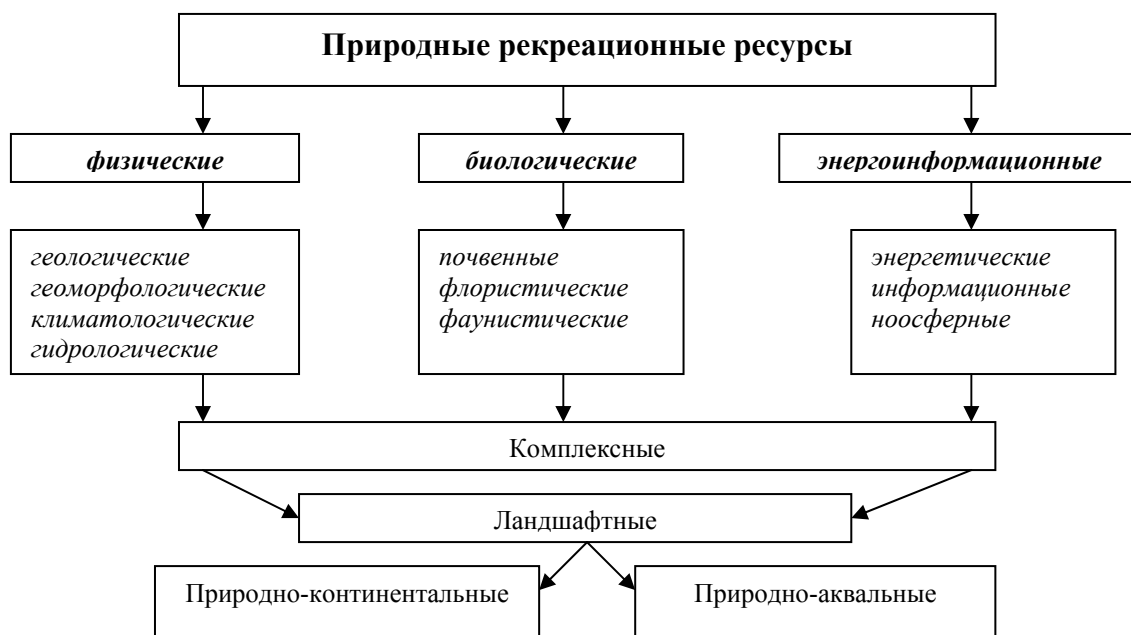 Природные рекреационные ресурсы
физические
биологические
энергоинформационные
геологические
геоморфологические
климатологические
гидрологические
почвенные
флористические
фаунистические
энергетические
информационные
ноосферные
Комплексные
Ландшафтные
Природно-континентальные
Природно-аквальные